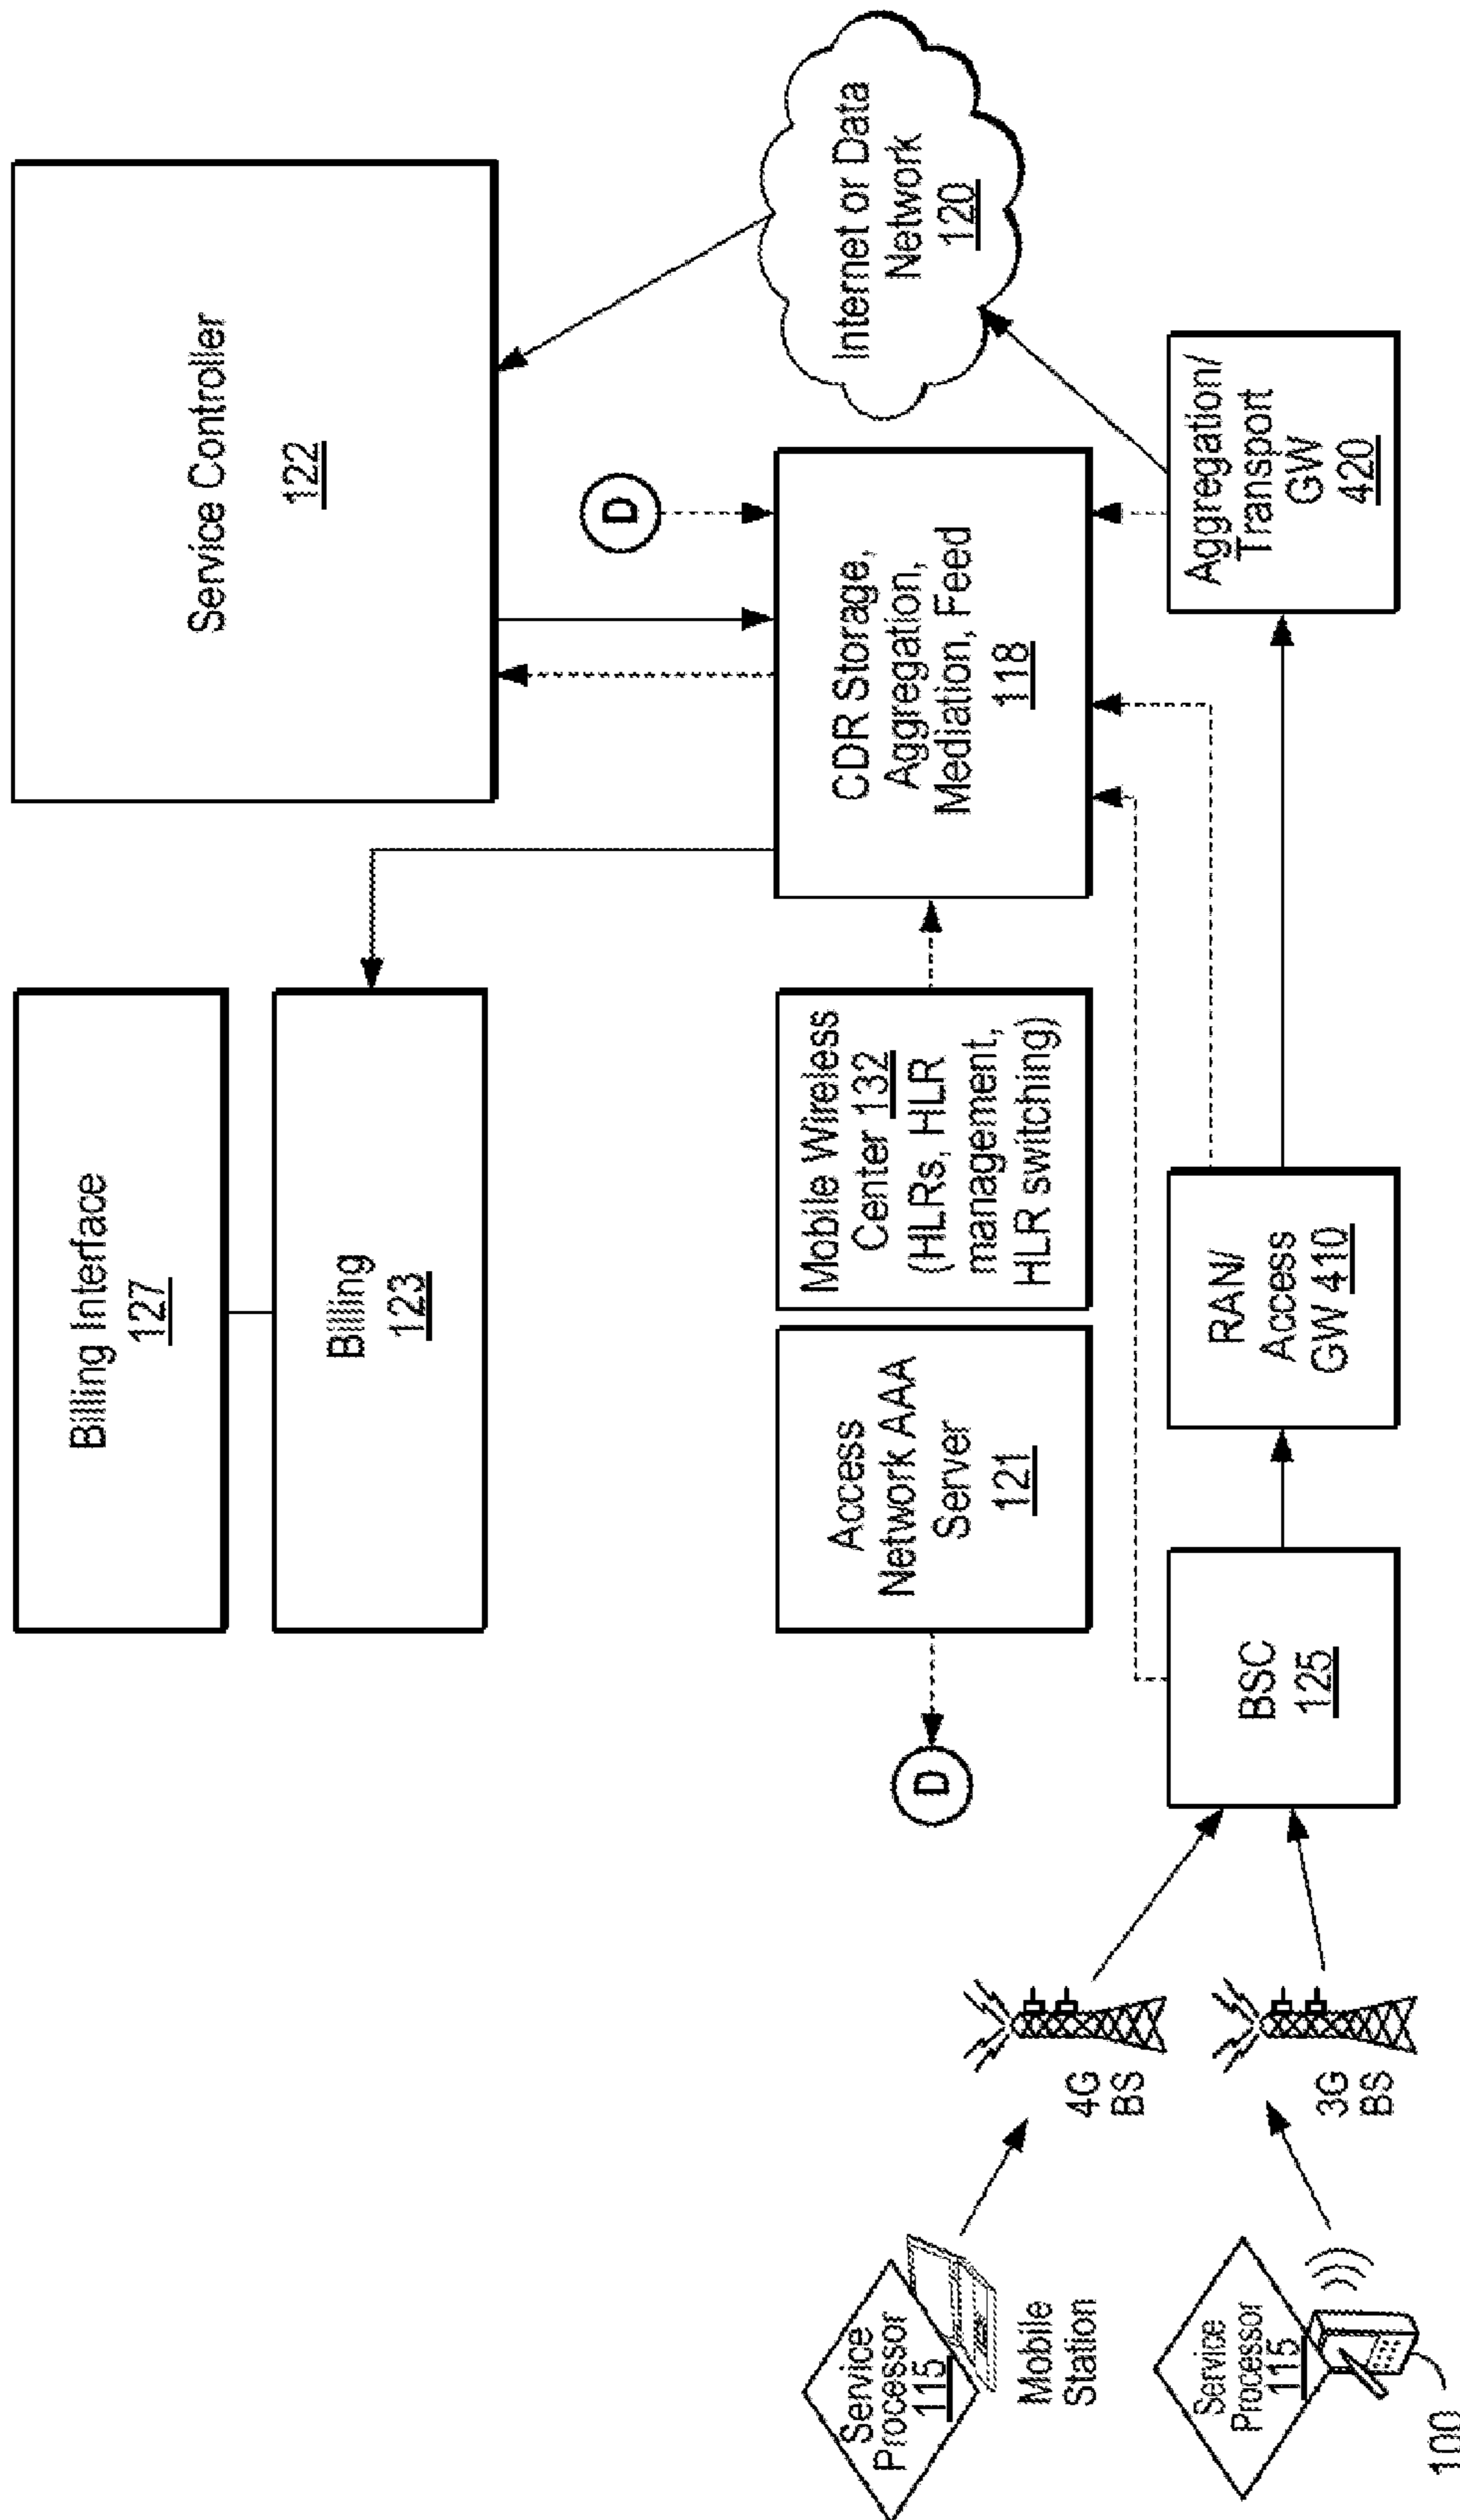 Billing Interface
127
Billing
123
Service Controller
122
D
Access
Network AAA
Server
121
Mobile Wireless
Center 132
(HLRs, HLR
management,
HLR switching)
CDR Storage,
Aggregation,
Mediation, Feed
118
D
Internet or Data
Network
120
Service
Processor
115
Mobile
Station
4G
BS
Service
Processor
115
100
3G
BS
BSC
125
RAN/
Access
GW 410
Aggregation/
Transport
GW
420